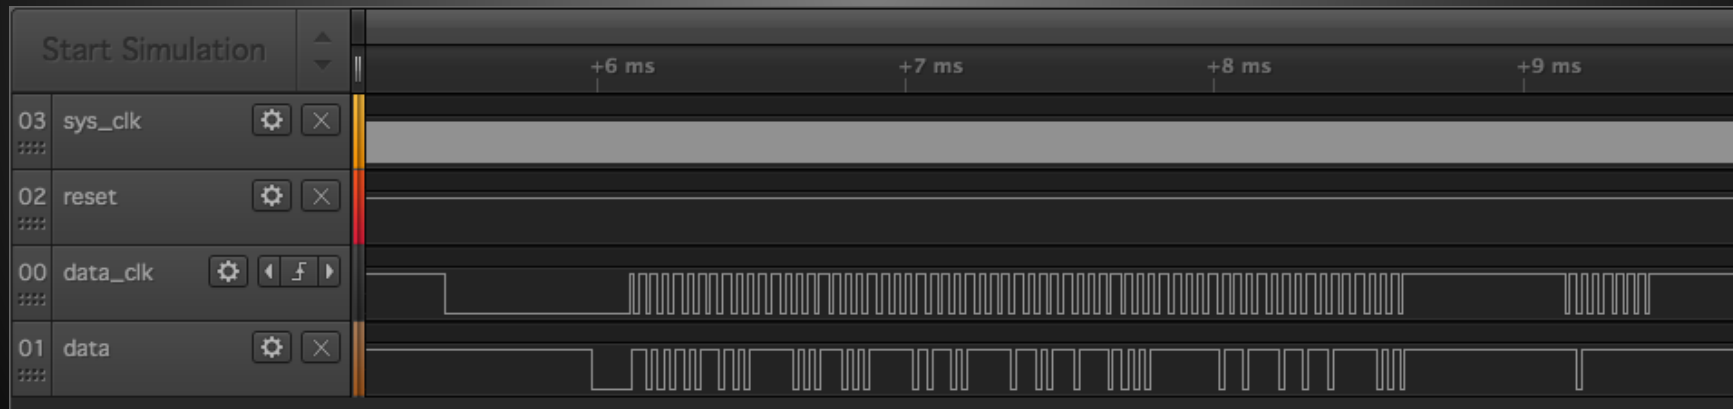 Start Simulation
+6 ms +7 ms +8 ms +9 ms
03 sys_clk
02 reset
00 data_clk
01 data